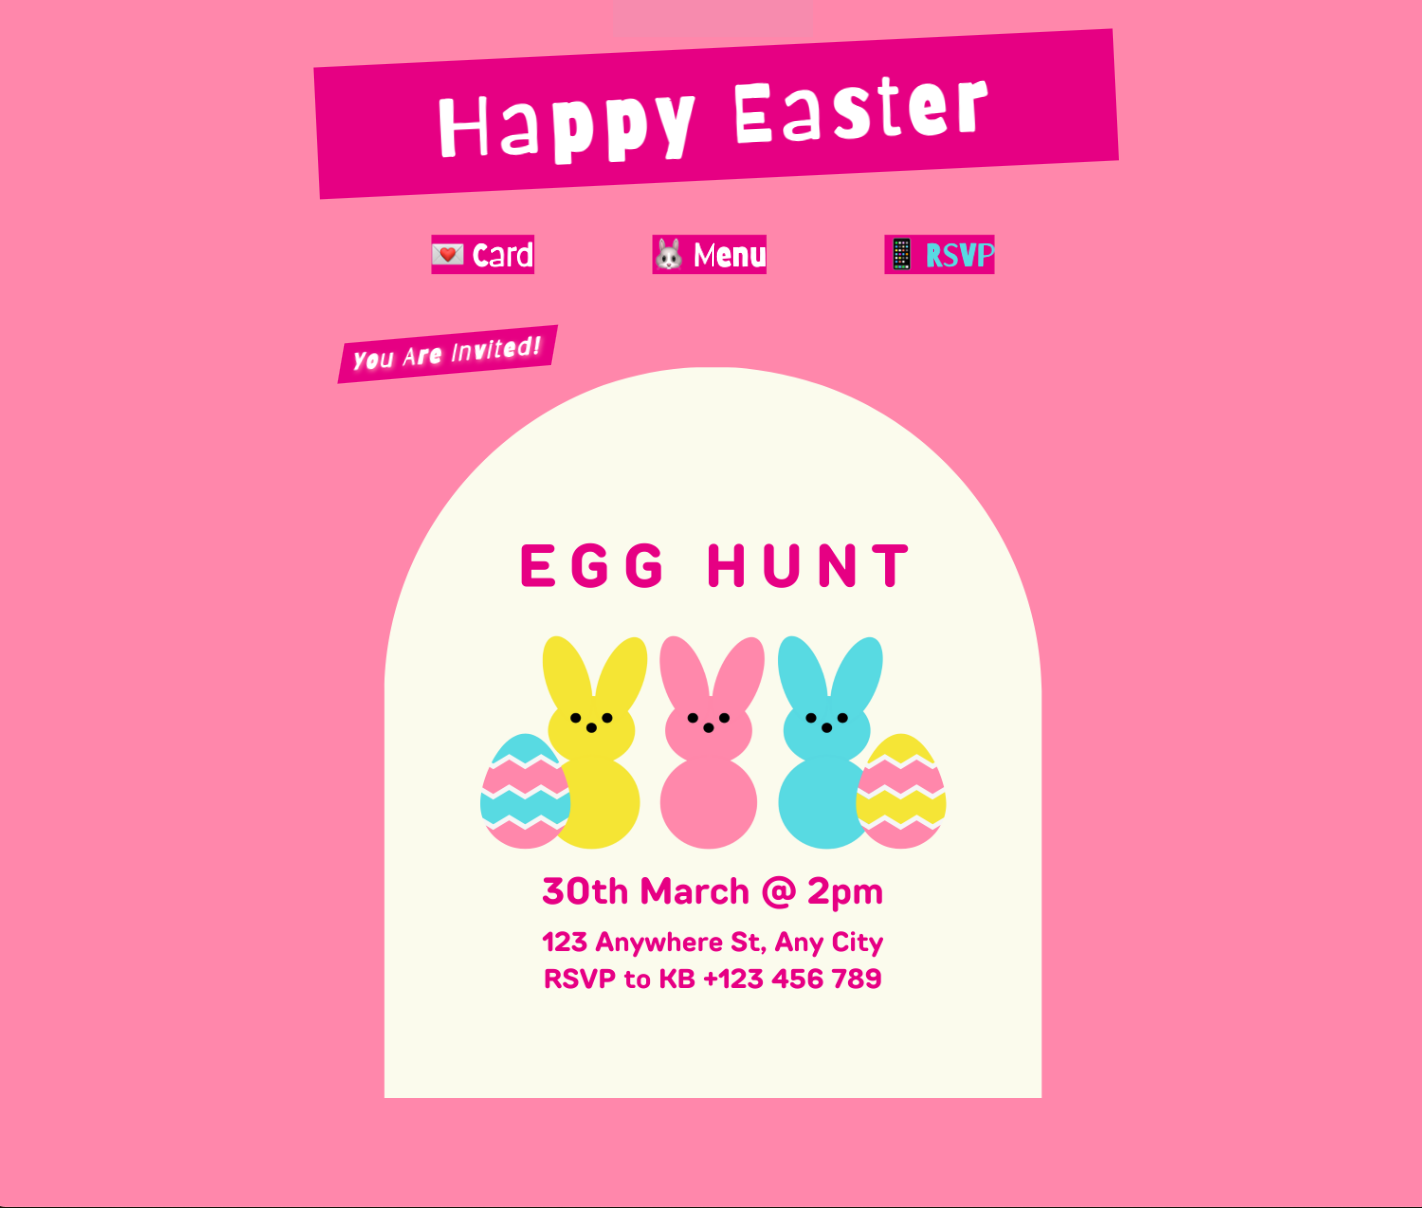 Happy Easter
💌 Card
🐰 Menu
📱 RSVP
You Are Invited!
EGG HUNT
30th March @ 2pm
123 Anywhere St, Any City
RSVP to KB +123 456 789